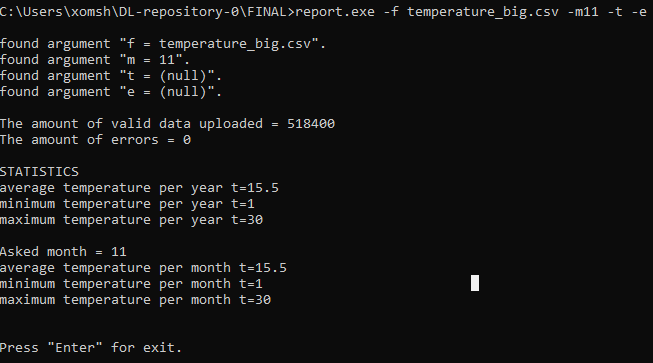 C:\Users\xomsh\DL-repository-0\FINAL>report.exe -f temperature_big.csv -m11 -t -e
found argument "f = temperature_big.csv".
found argument "m = 11".
found argument "t = (null)".
found argument "e = (null)".
The amount of valid data uploaded = 518400
The amount of errors = 0
STATISTICS
average temperature per year t=15.5
minimum temperature per year t=1
maximum temperature per year t=30
Asked month = 11
average temperature per month t=15.5
minimum temperature per month t=1
maximum temperature per month t=30
Press "Enter" for exit.